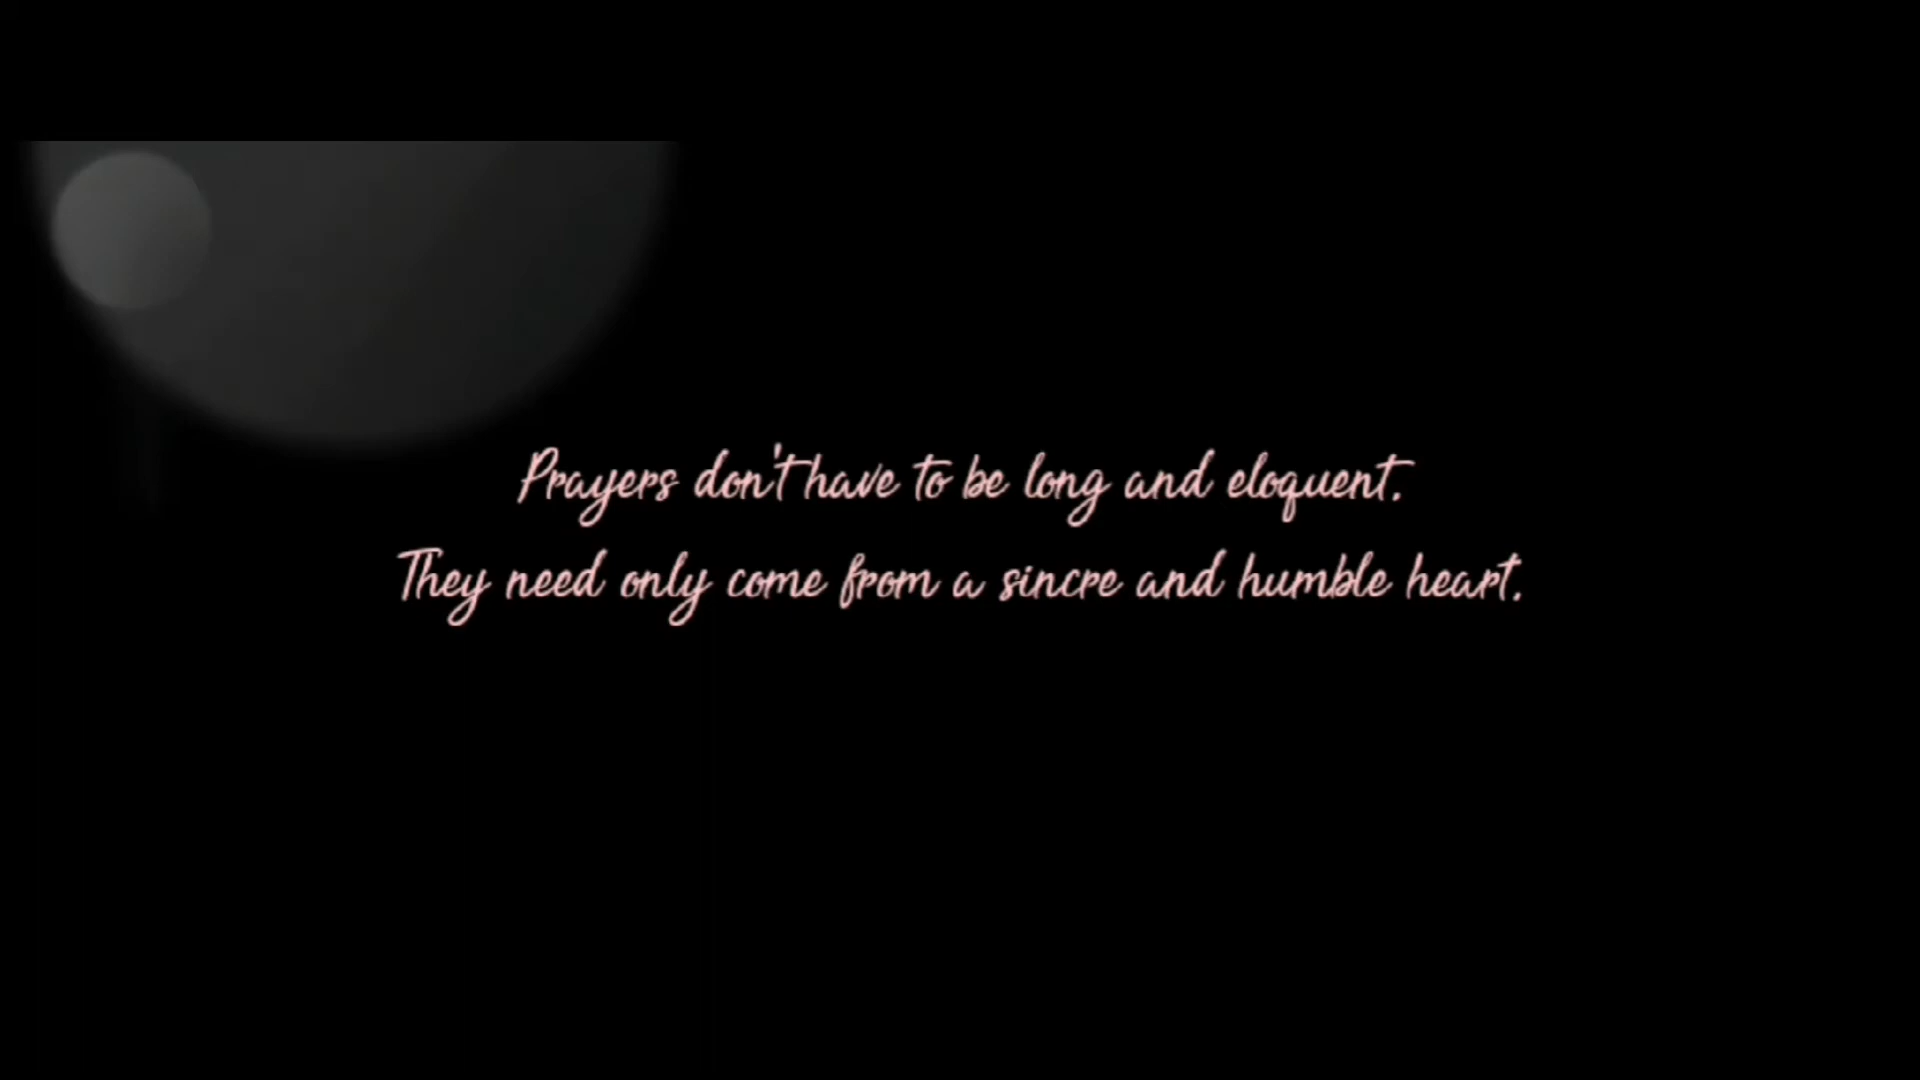 Prayers don't have to be long and eloquent.
They need only come from a sincre and humble heart.